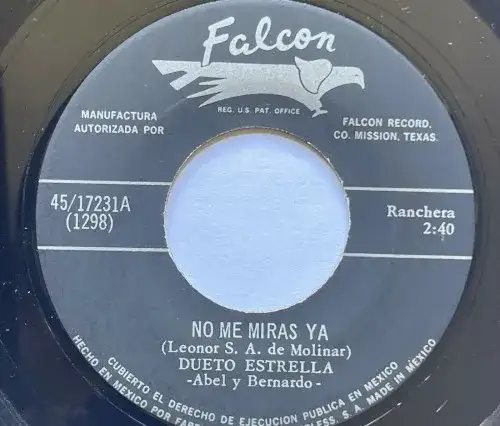 Falcon
REG. U.S. PAT. OFFICE
MANUFACTURA
AUTORIZADA POR
FALCON RECORD,
CO. MISSION, TEXAS.
45/17231A
(1298)
Ranchera
2:40
NO ME MIRAS YA
(Leonor S. A. de Molinar)
DUETO ESTRELLA
-Abel y Bernardo-
CUBIERTO EL DERECHO DE EJECUCION PUBLICA EN MEXICO
HECHO EN MEXICO POR S.A. MADE IN MEXICO